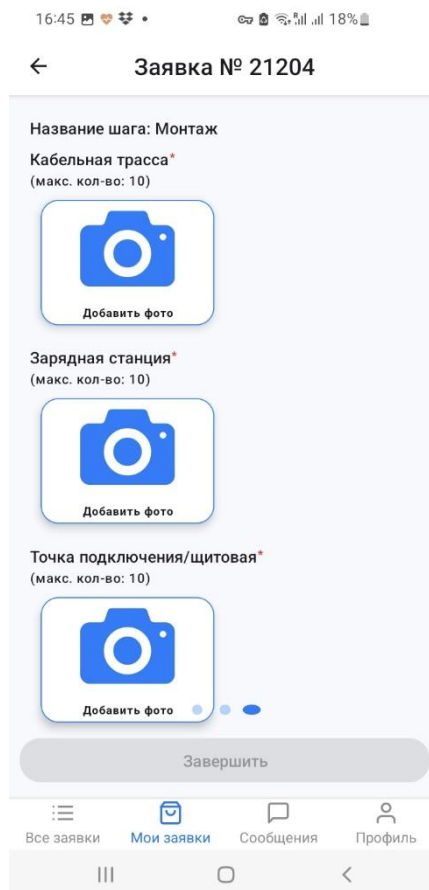 16:45 18%
Заявка № 21204
Название шага: Монтаж
Кабельная трасса*
(макс. кол-во: 10)
Добавить фото
Зарядная станция*
(макс. кол-во: 10)
Добавить фото
Точка подключения/щитовая*
(макс. кол-во: 10)
Добавить фото
Завершить
Все заявки Мои заявки Сообщения Профиль